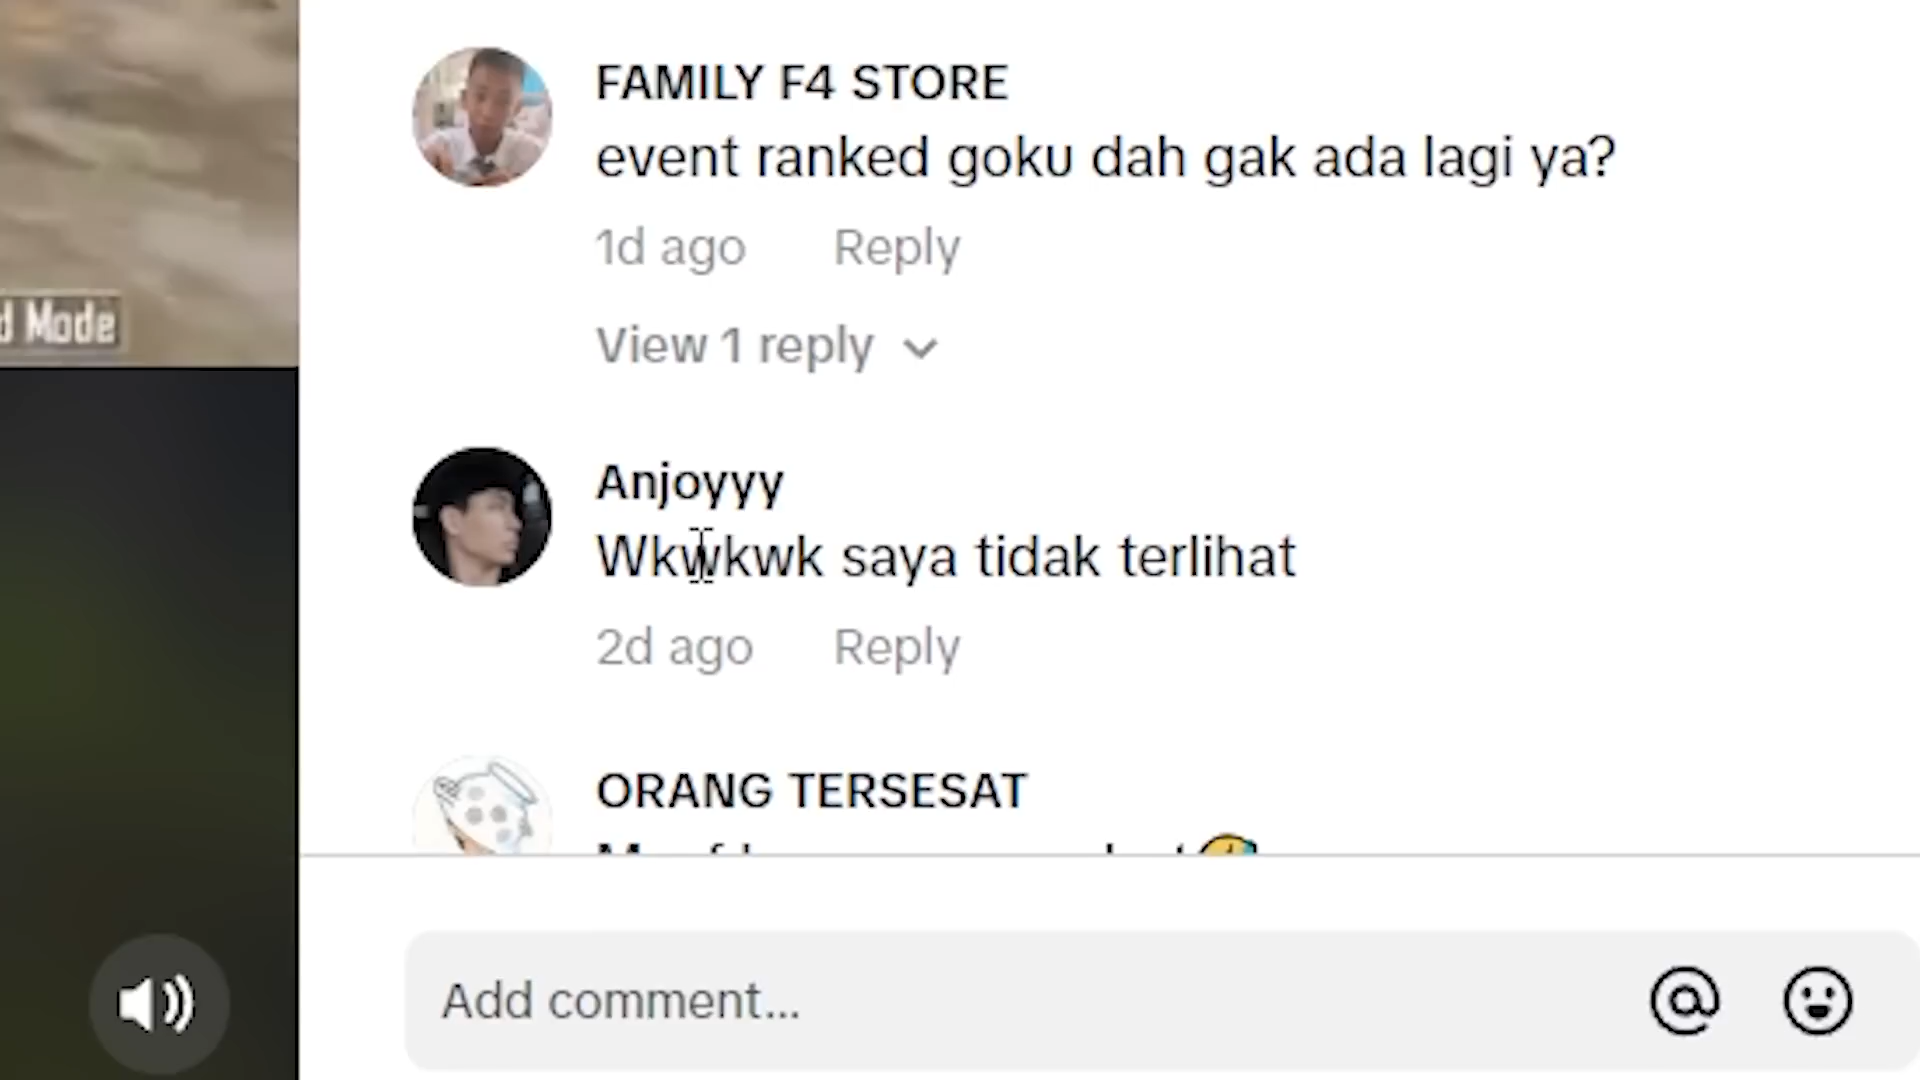 FAMILY F4 STORE
event ranked goku dah gak ada lagi ya?
1d ago Reply
View 1 reply
d Mode
Anjoyyy
Wkwkwk saya tidak terlihat
2d ago Reply
ORANG TERSESAT
Add comment...